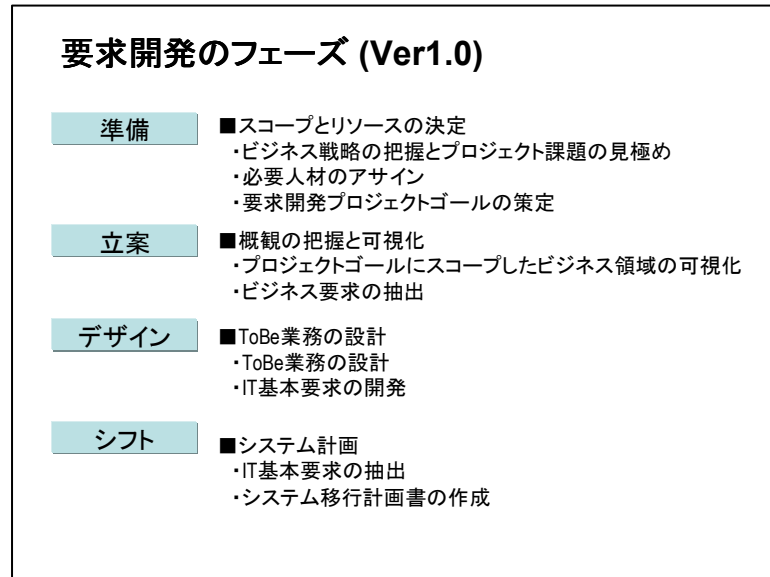 要求開発のフェーズ (Ver1.0)
準備
■スコープとリソースの決定
・ビジネス戦略の把握とプロジェクト課題の見極め
・必要人材のアサイン
・要求開発プロジェクトゴールの策定
立案
■概観の把握と可視化
・プロジェクトゴールにスコープしたビジネス領域の可視化
・ビジネス要求の抽出
デザイン
■ToBe業務の設計
・ToBe業務の設計
・IT基本要求の開発
シフト
■システム計画
・IT基本要求の抽出
・システム移行計画書の作成